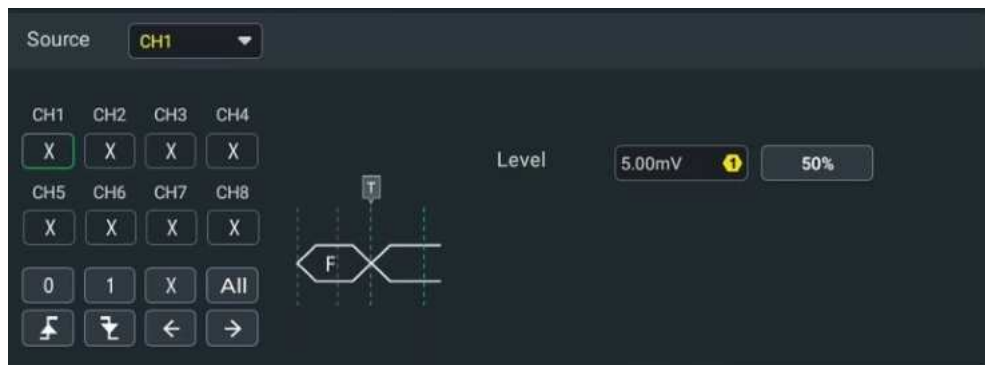 Source CH1
CH1 CH2 CH3 CH4
X X X X
Level 5.00mV 1 50%
CH5 CH6 CH7 CH8
T
X X X X
F
0 1 X All